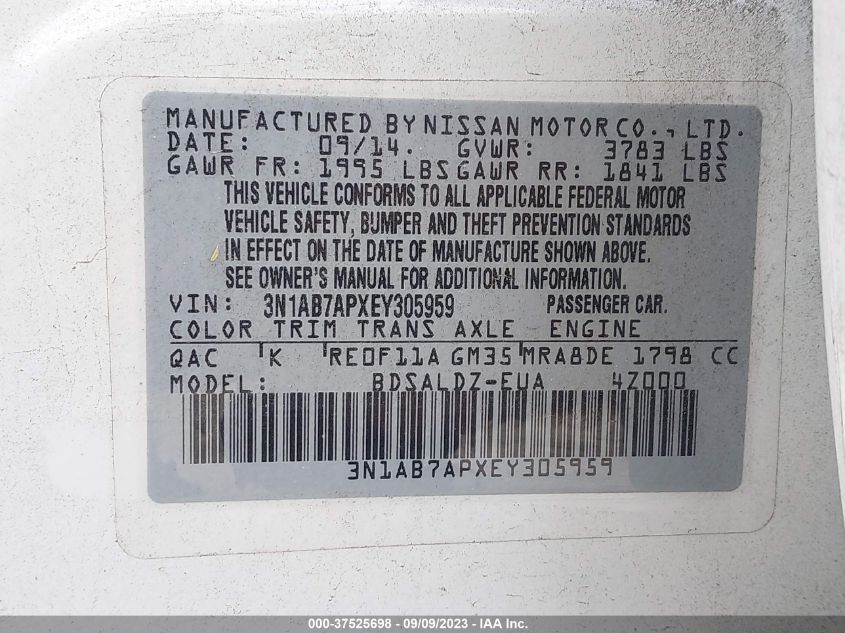 MANUFACTURED BY NISSAN MOTOR CO., LTD.
DATE: 09/14. GVWR: 3783 LBS
GAWR FR: 1995 LBS GAWR RR: 1841 LBS
THIS VEHICLE CONFORMS TO ALL APPLICABLE FEDERAL MOTOR
VEHICLE SAFETY, BUMPER AND THEFT PREVENTION STANDARDS
IN EFFECT ON THE DATE OF MANUFACTURE SHOWN ABOVE.
SEE OWNER'S MANUAL FOR ADDITIONAL INFORMATION.
VIN: 3N1AB7APXEY305959 PASSENGER CAR.
COLOR TRIM TRANS AXLE ENGINE
QAC K RE0F11A GM35 MRA8DE 1798 CC
MODEL: BDSALDZ-EUA 4Z000
3N1AB7APXEY305959
000-37525698 - 09/09/2023 - IAA Inc.